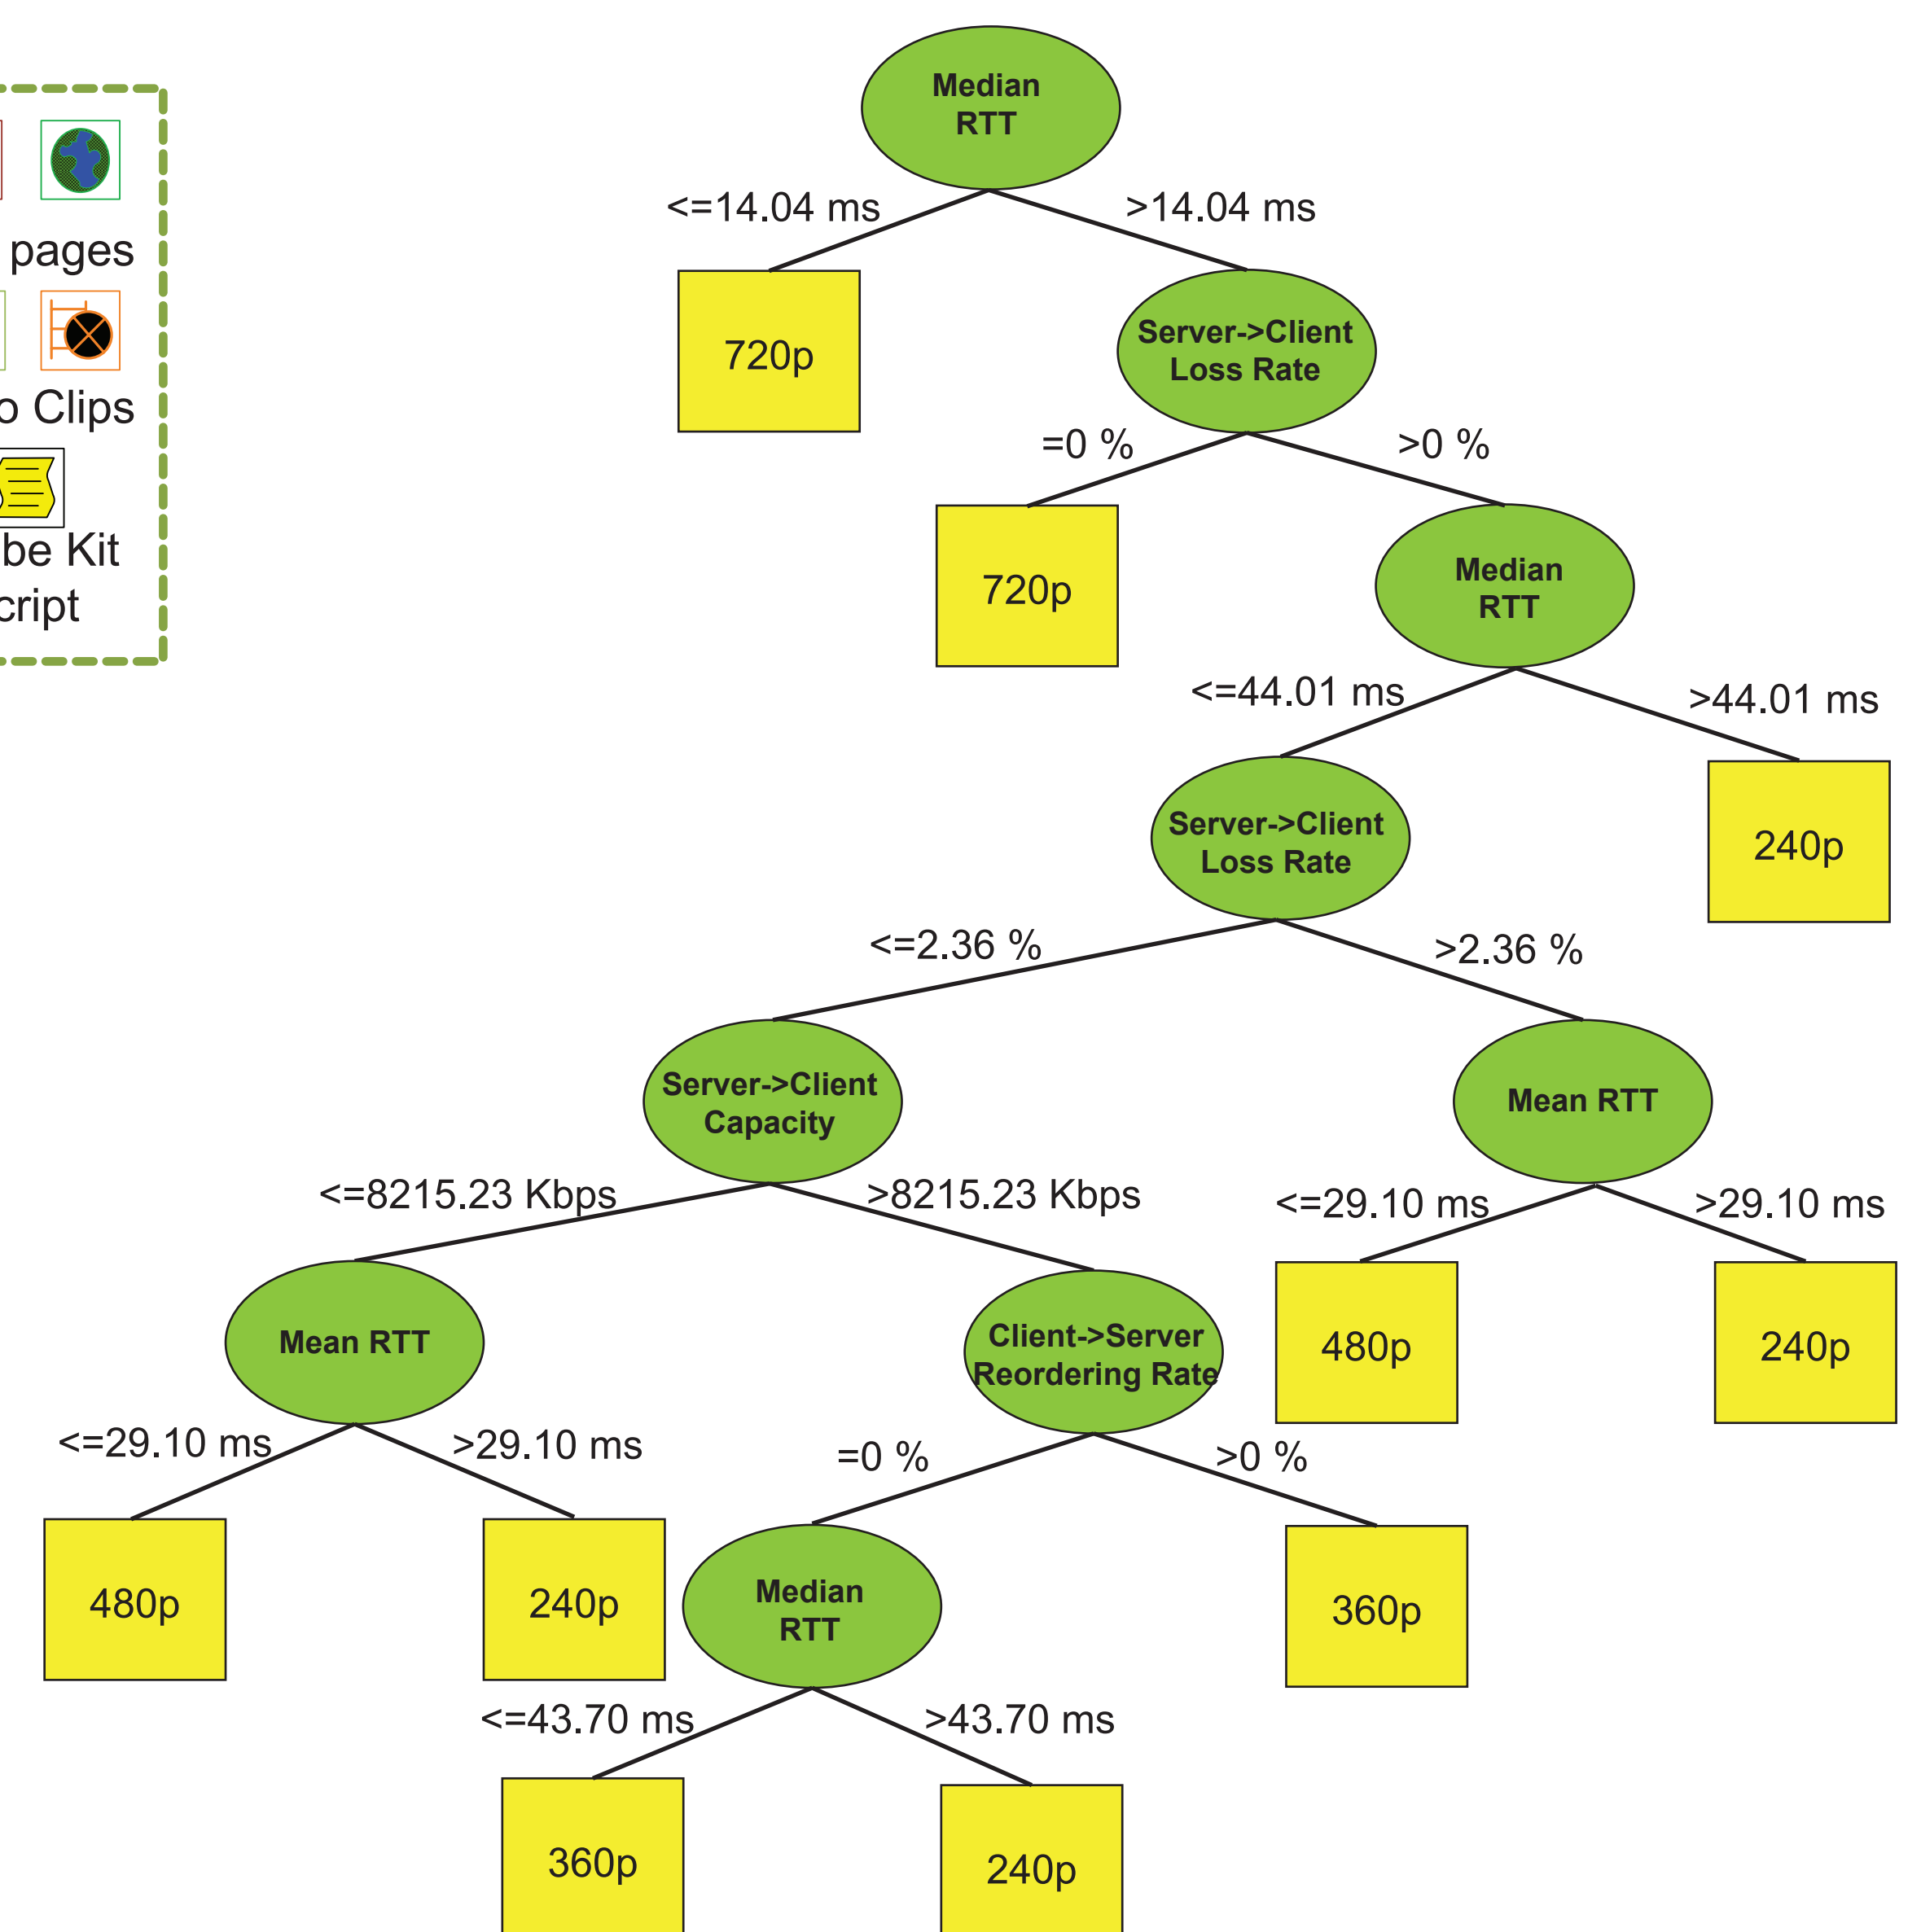 Median
RTT
<=14.04 ms
>14.04 ms
pages
720p
Server->Client
Loss Rate
Clips
=0 %
>0 %
be Kit
cript
720p
Median
RTT
<=44.01 ms
>44.01 ms
Server->Client
Loss Rate
240p
<=2.36 %
>2.36 %
Server->Client
Capacity
Mean RTT
<=8215.23 Kbps
>8215.23 Kbps
<=29.10 ms
>29.10 ms
Mean RTT
Client->Server
Reordering Rate
480p
240p
<=29.10 ms
>29.10 ms
=0 %
>0 %
480p
240p
Median
RTT
360p
<=43.70 ms
>43.70 ms
360p
240p